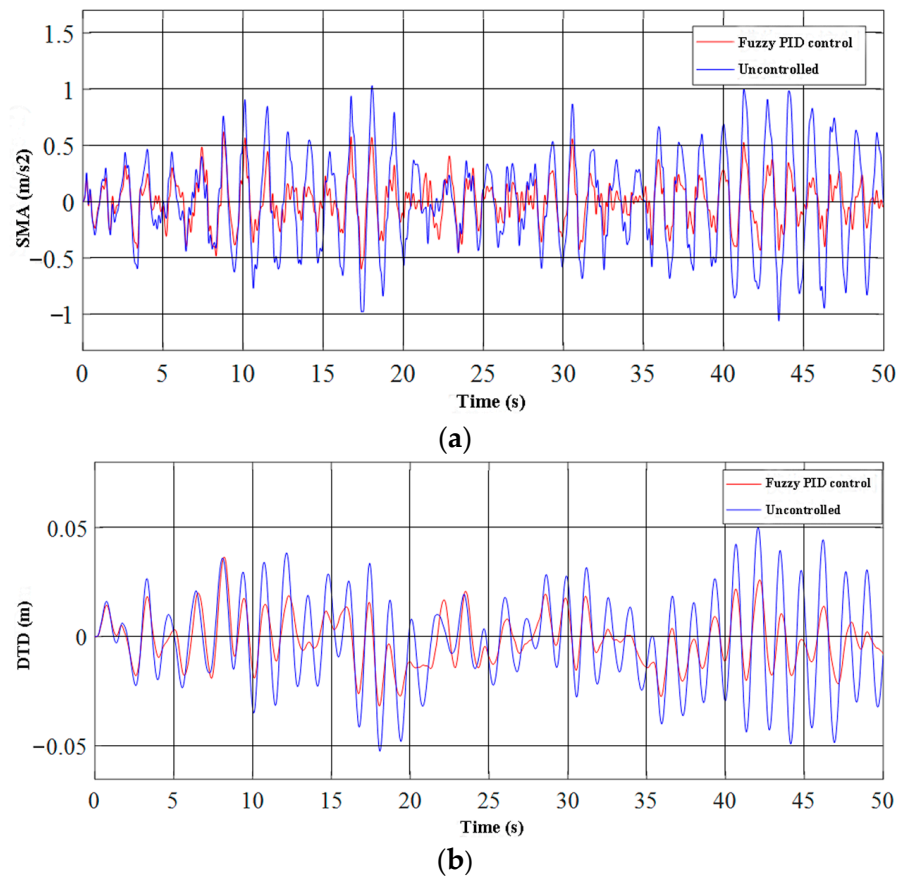 1.5
1
0.5
0
−0.5
−1
SMA (m/s2)
Fuzzy PID control
Uncontrolled
0 5 10 15 20 25 30 35 40 45 50
Time (s)
(a)
0.05
0
−0.05
DTD (m)
Fuzzy PID control
Uncontrolled
0 5 10 15 20 25 30 35 40 45 50
Time (s)
(b)